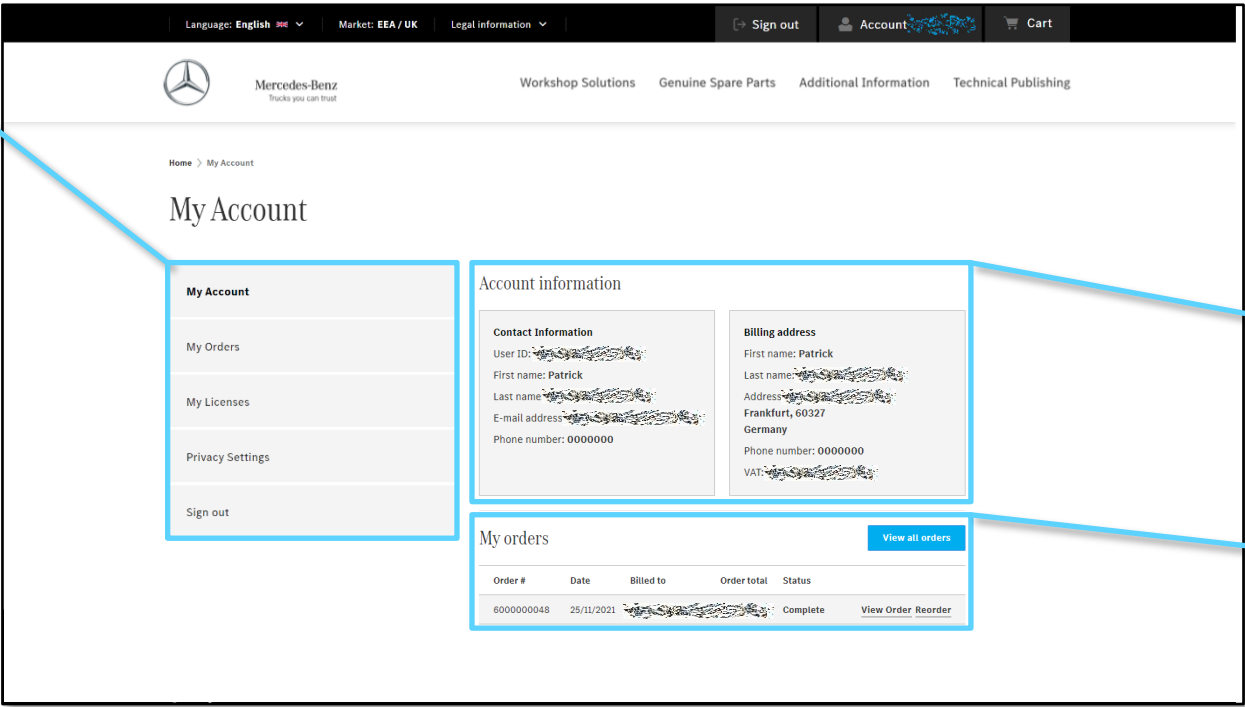 Language: English Market: EEA / UK Legal information Sign out Account Cart
Mercedes-Benz
Trucks you can trust
Workshop Solutions Genuine Spare Parts Additional Information Technical Publishing
Home > My Account
My Account
My Account
My Orders
My Licenses
Privacy Settings
Sign out
Account information
Contact Information
User ID:
First name: Patrick
Last name
E-mail address
Phone number: 0000000
Billing address
First name: Patrick
Last name:
Address
Frankfurt, 60327
Germany
Phone number: 0000000
VAT:
My orders
View all orders
Order # Date Billed to Order total Status
6000000048 25/11/2021 Complete View Order Reorder